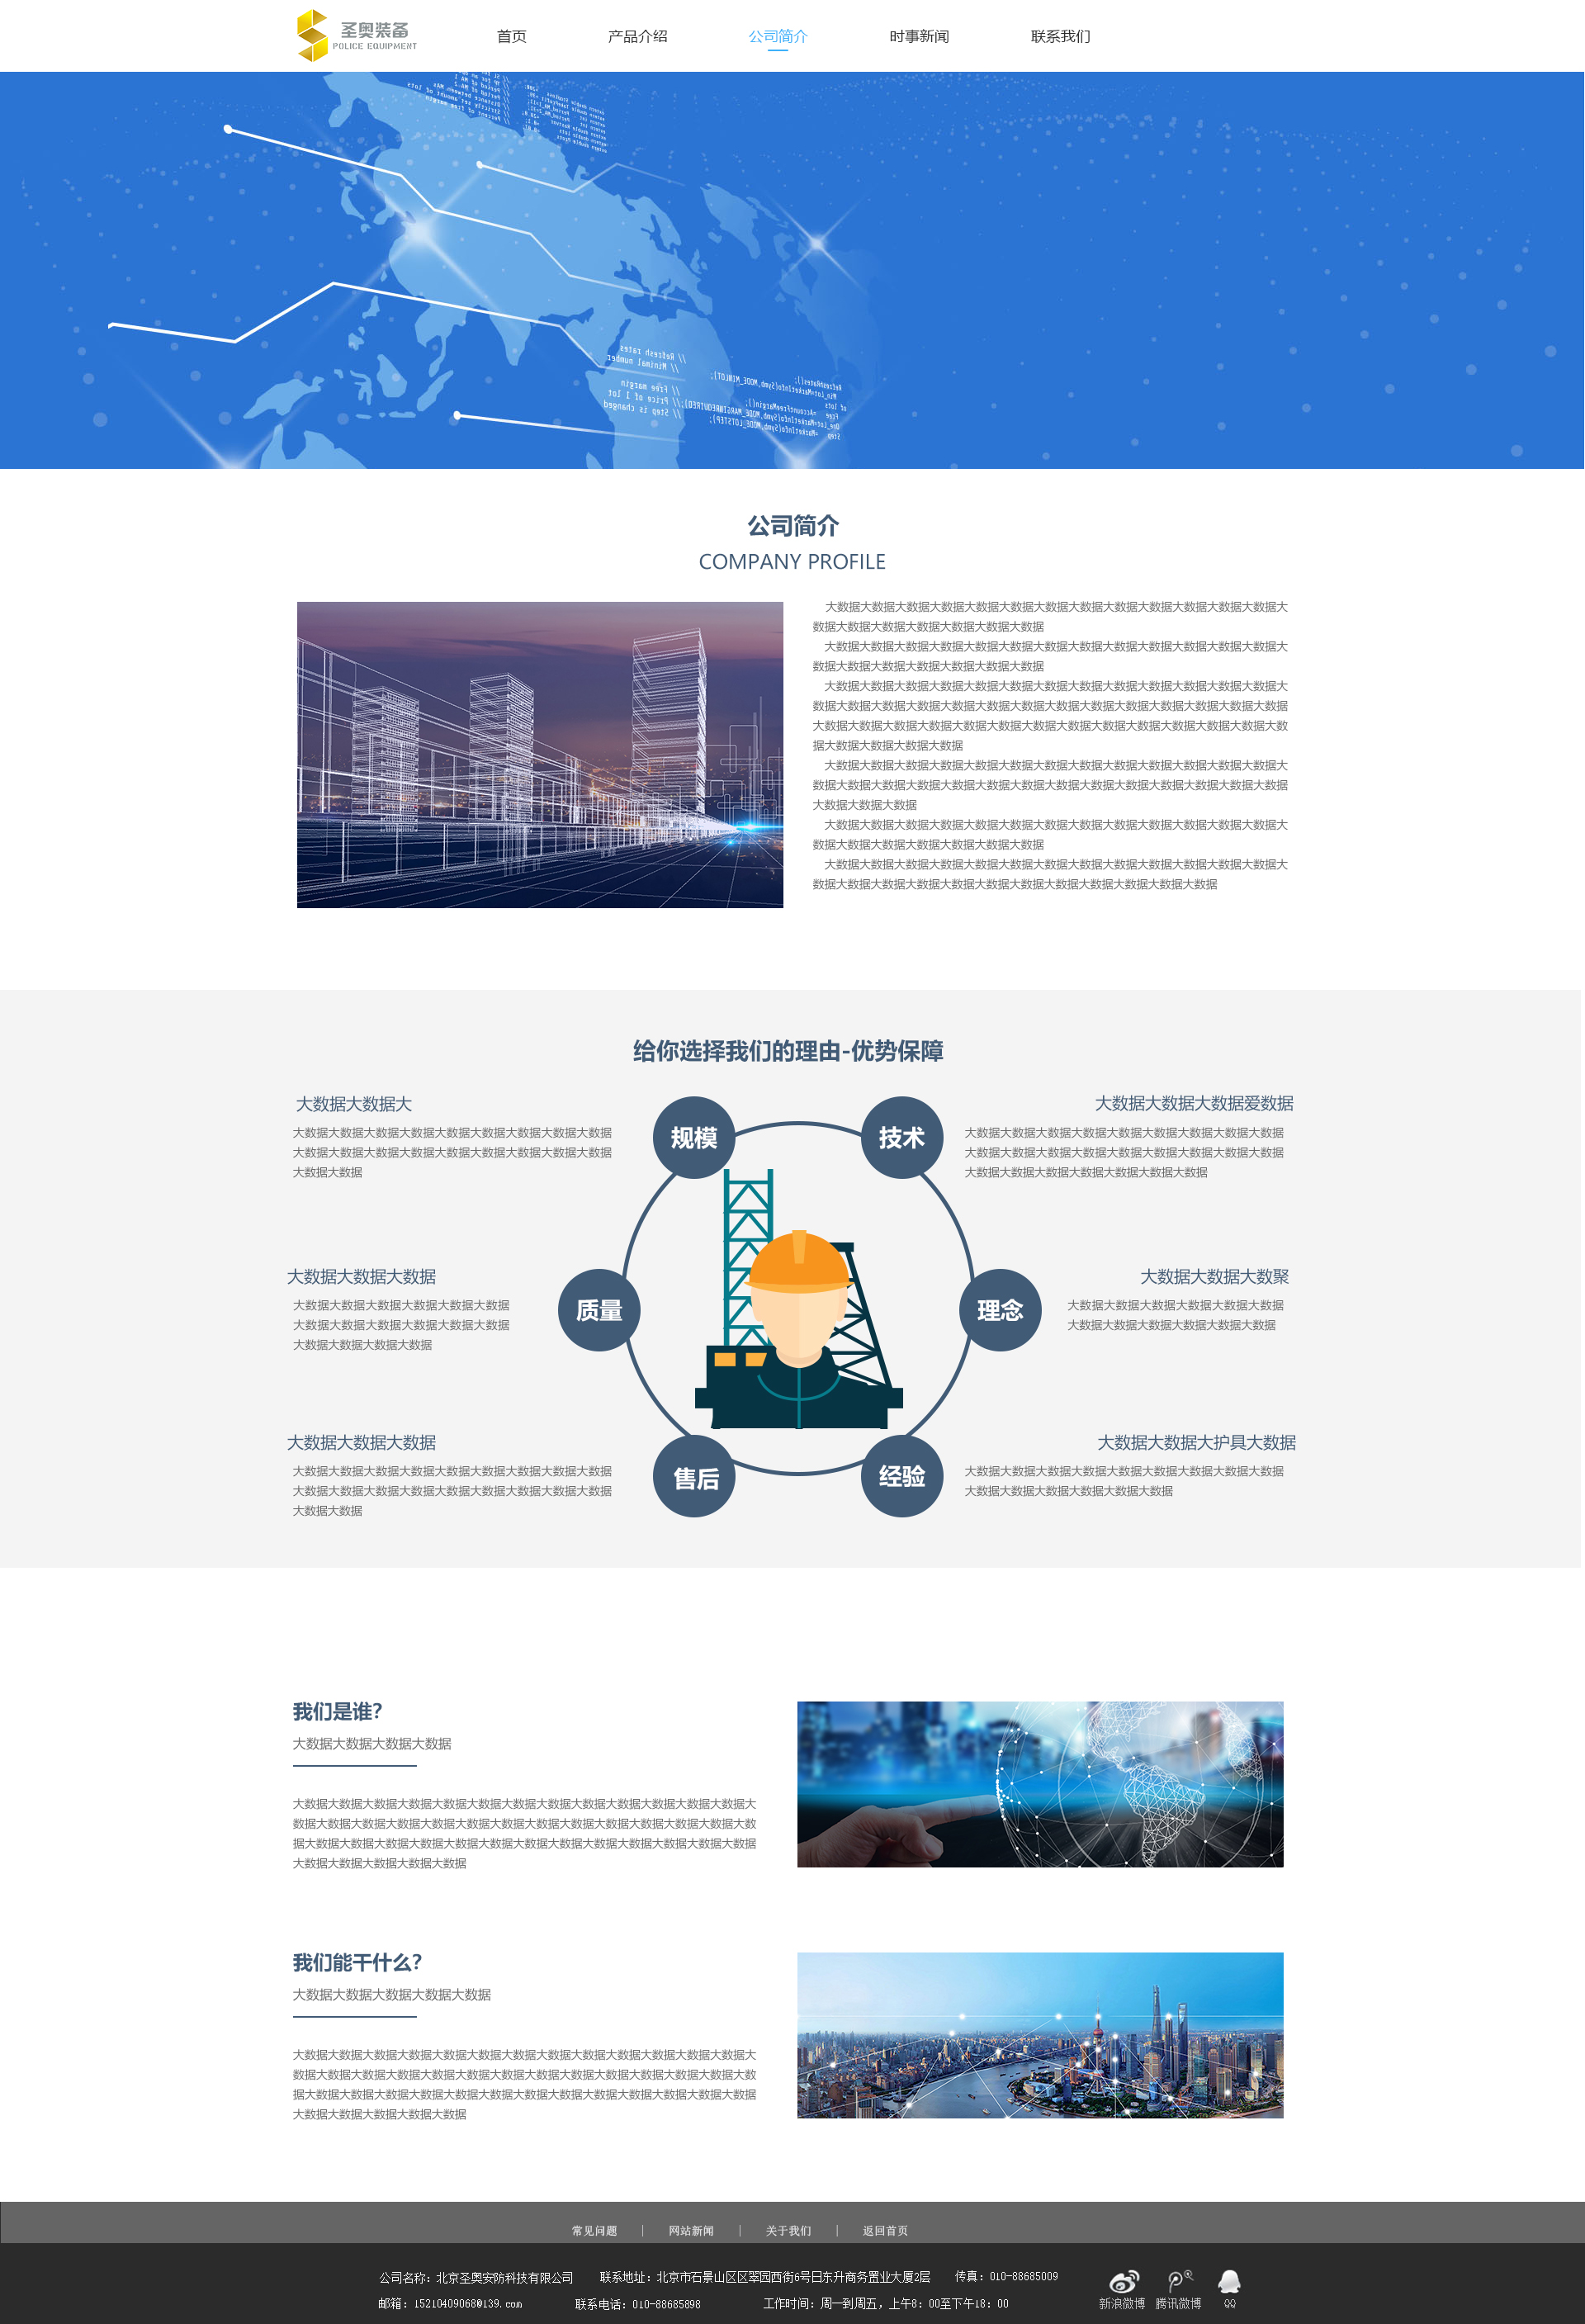 圣奥装备
POLICE EQUIPMENT
首页 产品介绍 公司简介 时事新闻 联系我们
// Refresh rates
// Minimal number
// Free margin
// Price of 1 lot
// Step is changed
公司简介
COMPANY PROFILE
大数据大数据大数据大数据大数据大数据大数据大数据大数据大数据大数据大数据大数据大
数据大数据大数据大数据大数据大数据大数据
大数据大数据大数据大数据大数据大数据大数据大数据大数据大数据大数据大数据大数据大
数据大数据大数据大数据大数据大数据大数据
大数据大数据大数据大数据大数据大数据大数据大数据大数据大数据大数据大数据大数据大
数据大数据大数据大数据大数据大数据大数据大数据大数据大数据大数据大数据大数据大数据
大数据大数据大数据大数据大数据大数据大数据大数据大数据大数据大数据大数据大数据大数
据大数据大数据大数据大数据
大数据大数据大数据大数据大数据大数据大数据大数据大数据大数据大数据大数据大数据大
数据大数据大数据大数据大数据大数据大数据大数据大数据大数据大数据大数据大数据大数据
大数据大数据大数据
大数据大数据大数据大数据大数据大数据大数据大数据大数据大数据大数据大数据大数据大
数据大数据大数据大数据大数据大数据大数据
大数据大数据大数据大数据大数据大数据大数据大数据大数据大数据大数据大数据大数据大
数据大数据大数据大数据大数据大数据大数据大数据大数据大数据大数据大数据
给你选择我们的理由-优势保障
规模
大数据大数据大
大数据大数据大数据大数据大数据大数据大数据大数据大数据
大数据大数据大数据大数据大数据大数据大数据大数据大数据
大数据大数据
技术
大数据大数据大数据爱数据
大数据大数据大数据大数据大数据大数据大数据大数据大数据
大数据大数据大数据大数据大数据大数据大数据大数据大数据
大数据大数据大数据大数据大数据大数据大数据
质量
大数据大数据大数据
大数据大数据大数据大数据大数据大数据
大数据大数据大数据大数据大数据大数据
大数据大数据大数据大数据
理念
大数据大数据大数聚
大数据大数据大数据大数据大数据大数据
大数据大数据大数据大数据大数据大数据
售后
大数据大数据大数据
大数据大数据大数据大数据大数据大数据大数据大数据大数据
大数据大数据大数据大数据大数据大数据大数据大数据大数据
大数据大数据
经验
大数据大数据大护具大数据
大数据大数据大数据大数据大数据大数据大数据大数据大数据
大数据大数据大数据大数据大数据大数据
我们是谁?
大数据大数据大数据大数据
大数据大数据大数据大数据大数据大数据大数据大数据大数据大数据大数据大数据大数据大
数据大数据大数据大数据大数据大数据大数据大数据大数据大数据大数据大数据大数据大数
据大数据大数据大数据大数据大数据大数据大数据大数据大数据大数据大数据大数据大数据
大数据大数据大数据大数据大数据
我们能干什么?
大数据大数据大数据大数据大数据
大数据大数据大数据大数据大数据大数据大数据大数据大数据大数据大数据大数据大数据大
数据大数据大数据大数据大数据大数据大数据大数据大数据大数据大数据大数据大数据大数
据大数据大数据大数据大数据大数据大数据大数据大数据大数据大数据大数据大数据大数据
大数据大数据大数据大数据大数据
常见问题 | 网站新闻 | 关于我们 | 返回首页
公司名称：北京圣奥安防科技有限公司 联系地址：北京市石景山区区翠园西街6号日东升商务置业大厦2层 传真：010-88685009
邮箱：15210409068@139.com 联系电话：010-88685898 工作时间：周一到周五，上午8：00至下午18：00
新浪微博 腾讯微博 QQ